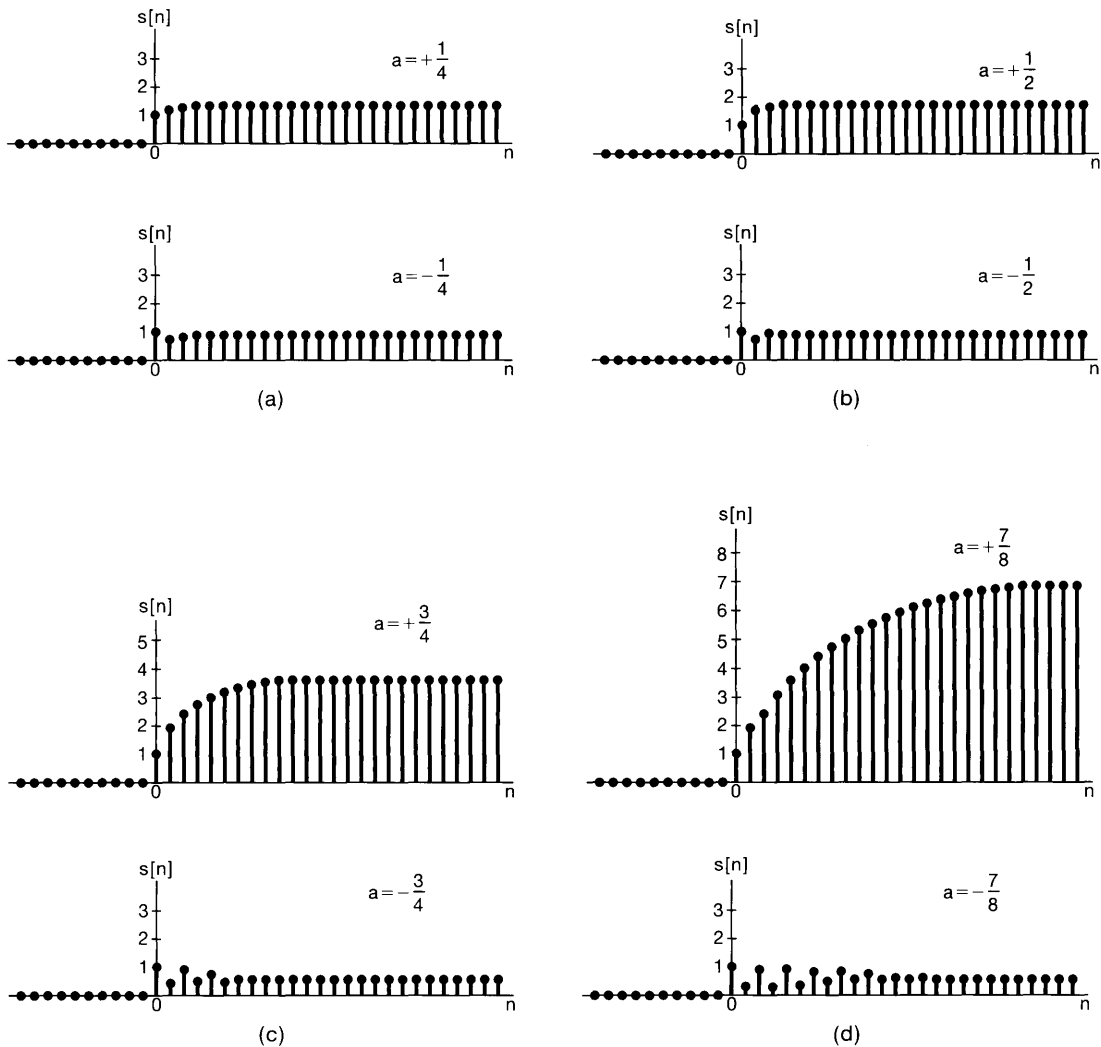 s[n]
3
2
1
0
n
a=+1/4
s[n]
3
2
1
0
n
a=−1/4
(a)
s[n]
3
2
1
0
n
a=+1/2
s[n]
3
2
1
0
n
a=−1/2
(b)
s[n]
5
4
3
2
1
0
n
a=+3/4
s[n]
3
2
1
0
n
a=−3/4
(c)
s[n]
8
7
6
5
4
3
2
1
0
n
a=+7/8
s[n]
3
2
1
0
n
a=−7/8
(d)